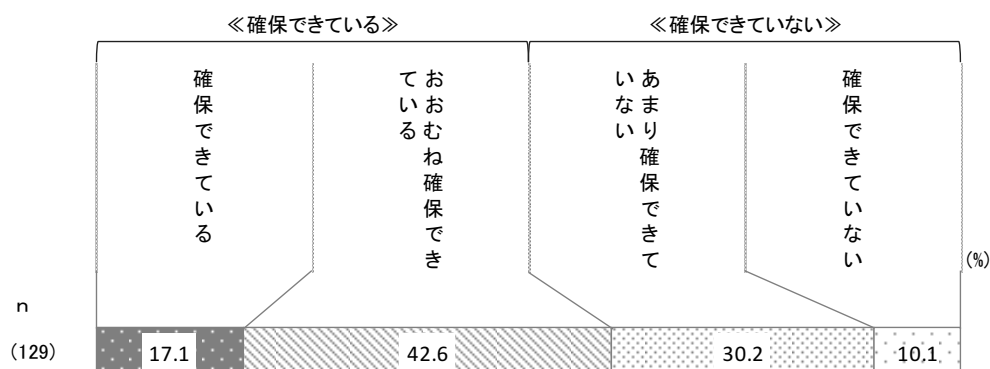 ≪確保できている≫
≪確保できていない≫
確保できている
おおむね確保でき
ている
あまり確保できて
いない
確保できていない
(%)
n
(129)
17.1
42.6
30.2
10.1